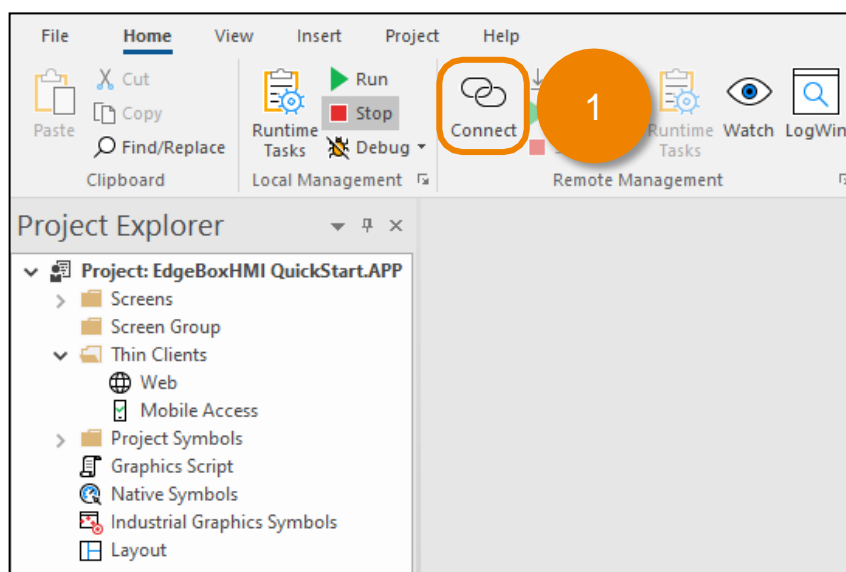 File Home View Insert Project Help
Paste
Cut
Copy
Find/Replace
Clipboard
Runtime
Tasks
Run
Stop
Debug
Local Management
Connect
1
Runtime
Tasks
Watch
LogWin
Remote Management
Project Explorer
Project: EdgeBoxHMI QuickStart.APP
Screens
Screen Group
Thin Clients
Web
Mobile Access
Project Symbols
Graphics Script
Native Symbols
Industrial Graphics Symbols
Layout